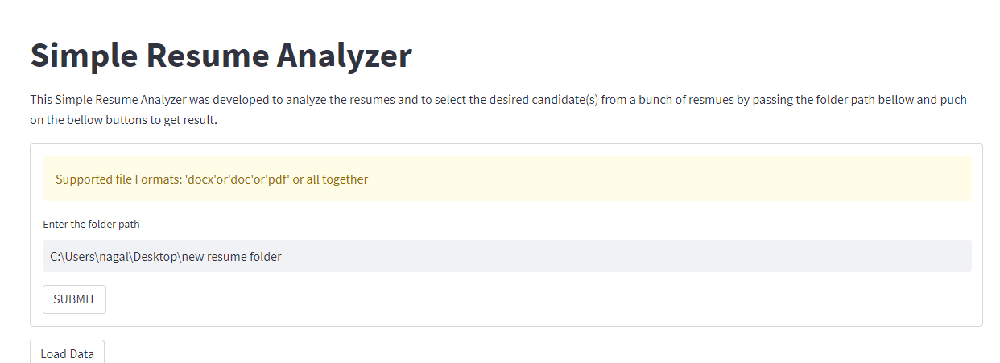 Simple Resume Analyzer
This Simple Resume Analyzer was developed to analyze the resumes and to select the desired candidate(s) from a bunch of resmues by passing the folder path bellow and puch
on the bellow buttons to get result.
Supported file Formats: 'docx'or'doc'or'pdf' or all together
Enter the folder path
C:\Users\nagal\Desktop\new resume folder
SUBMIT
Load Data